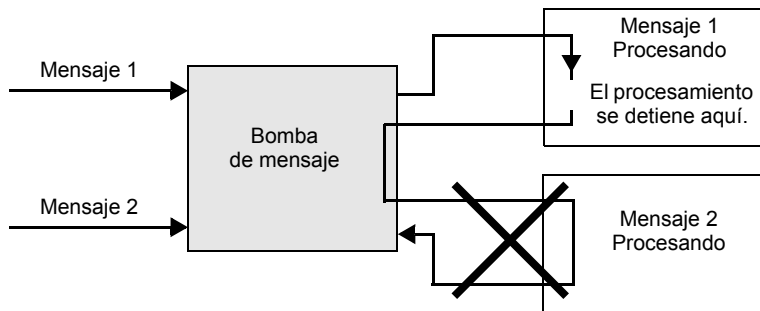 Mensaje 1
Mensaje 2
Bomba
de mensaje
Mensaje 1
Procesando
El procesamiento
se detiene aquí.
Mensaje 2
Procesando